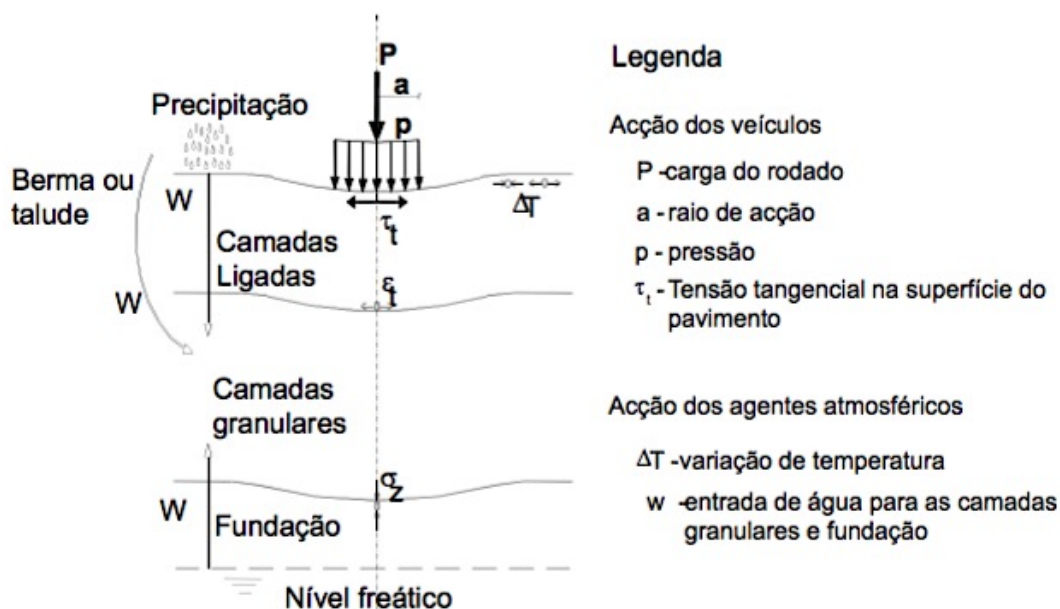 P
a
Precipitação
p
Berma ou
talude
W
ΔT
τt
Camadas
Ligadas
εt
W
Camadas
granulares
σz
W
Fundação
Nível freático
Legenda
Acção dos veículos
P -carga do rodado
a - raio de acção
p - pressão
τt - Tensão tangencial na superfície do
pavimento
Acção dos agentes atmosféricos
ΔT -variação de temperatura
w -entrada de água para as camadas
granulares e fundação